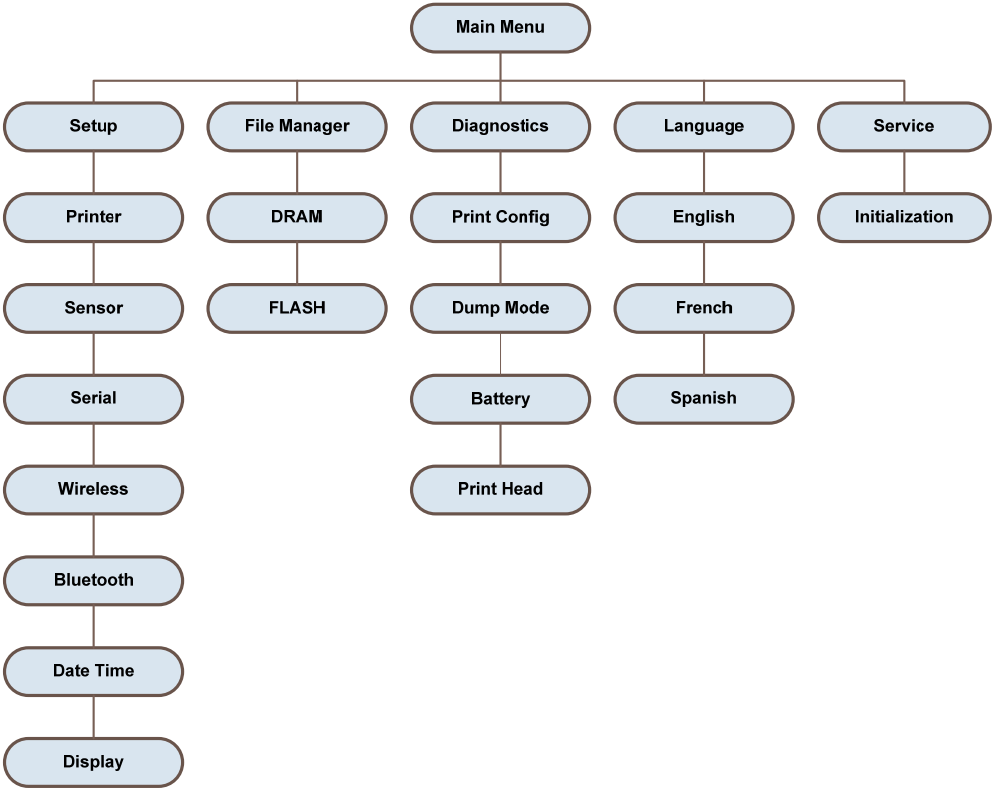 Main Menu
Setup
File Manager
Diagnostics
Language
Service
Printer
DRAM
Print Config
English
Initialization
Sensor
FLASH
Dump Mode
French
Serial
Battery
Spanish
Wireless
Print Head
Bluetooth
Date Time
Display